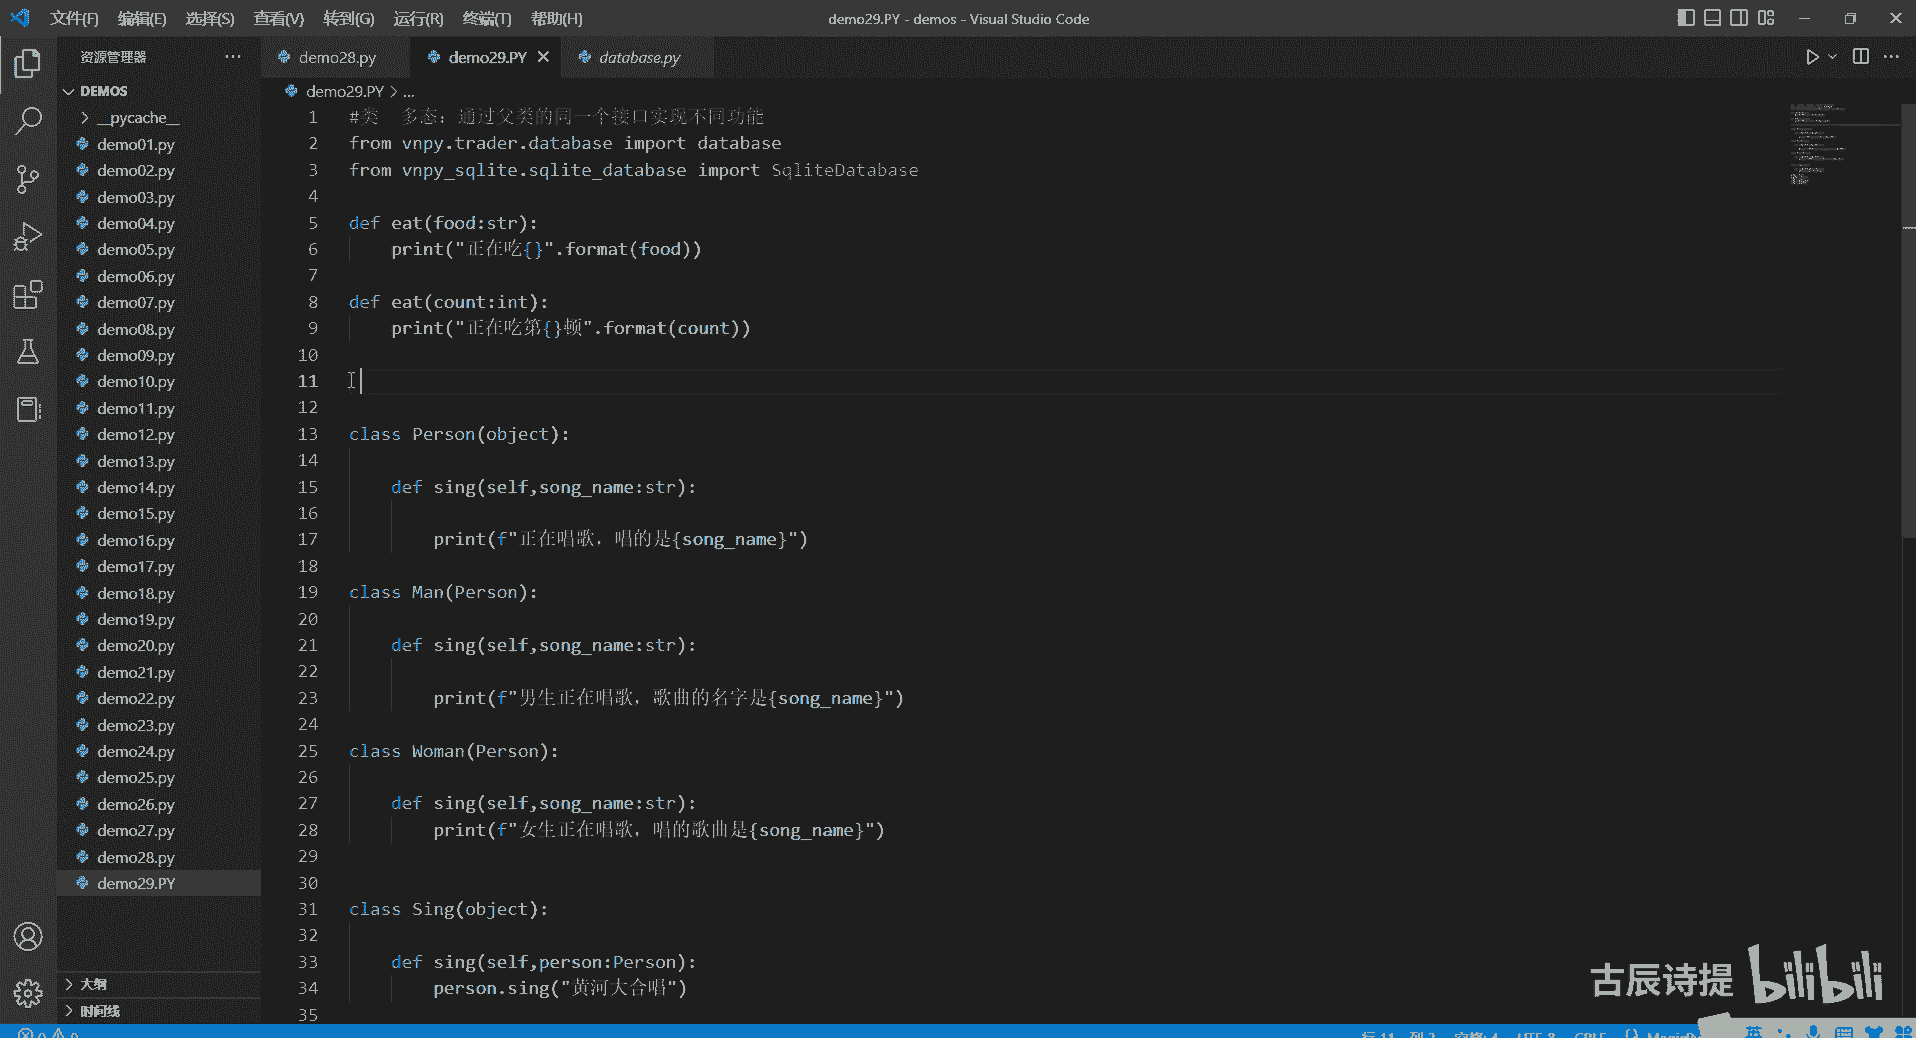 文件(F) 编辑(E) 选择(S) 查看(V) 转到(G) 运行(R) 终端(T) 帮助(H)
demo29.PY - demos - Visual Studio Code
资源管理器
demo28.py
demo29.PY
database.py
DEMOS
demo29.PY > ...
__pycache__
demo01.py
demo02.py
demo03.py
demo04.py
demo05.py
demo06.py
demo07.py
demo08.py
demo09.py
demo10.py
demo11.py
demo12.py
demo13.py
demo14.py
demo15.py
demo16.py
demo17.py
demo18.py
demo19.py
demo20.py
demo21.py
demo22.py
demo23.py
demo24.py
demo25.py
demo26.py
demo27.py
demo28.py
demo29.PY
大纲
时间线
1 #类 多态：通过父类的同一个接口实现不同功能
2 from vnpy.trader.database import database
3 from vnpy_sqlite.sqlite_database import SqliteDatabase
4
5 def eat(food:str):
6 print("正在吃{}".format(food))
7
8 def eat(count:int):
9 print("正在吃第{}顿".format(count))
10
11
12
13 class Person(object):
14
15 def sing(self,song_name:str):
16
17 print(f"正在唱歌，唱的是{song_name}")
18
19 class Man(Person):
20
21 def sing(self,song_name:str):
22
23 print(f"男生正在唱歌，歌曲的名字是{song_name}")
24
25 class Woman(Person):
26
27 def sing(self,song_name:str):
28 print(f"女生正在唱歌，唱的歌曲是{song_name}")
29
30
31 class Sing(object):
32
33 def sing(self,person:Person):
34 person.sing("黄河大合唱")
35
古辰诗提 bilibili
英